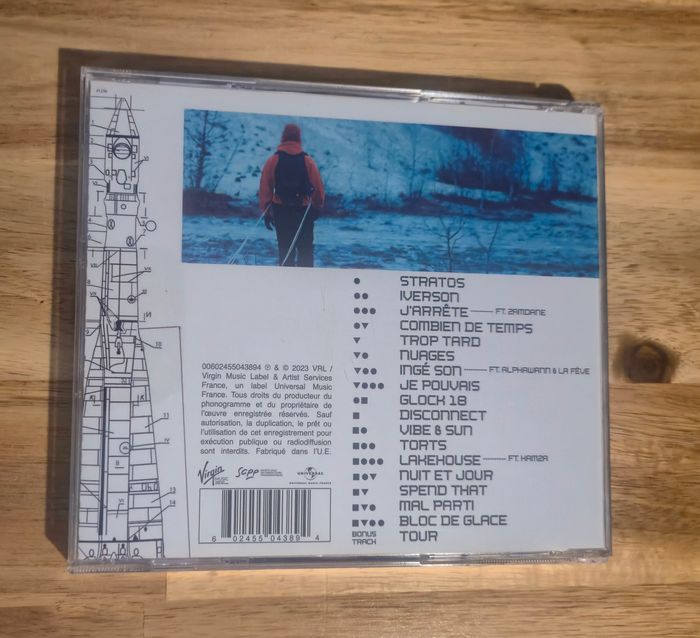 STRATOS
IVERSON
J'ARRÊTE FT. ZAMDANE
COMBIEN DE TEMPS
TROP TARD
NUAGES
INGÉ SON FT. ALPHAWANN & LA FÈVE
JE POUVAIS
GLOCK 18
DISCONNECT
VIBE & SUN
TORTS
LAKEHOUSE FT. HAMZA
NUIT ET JOUR
SPEND THAT
MAL PARTI
BLOC DE GLACE
BONUS TRACK TOUR
00602455043894 ℗ & © 2023 VRL /
Virgin Music Label & Artist Services
France, un label Universal Music
France. Tous droits du producteur du
phonogramme et du propriétaire de
l'œuvre enregistrée réservés. Sauf
autorisation, la duplication, le prêt ou
l'utilisation de cet enregistrement pour
exécution publique ou radiodiffusion
sont interdits. Fabriqué dans l'U.E.
Virgin
scpp
UNIVERSAL
6 02455 04389 4